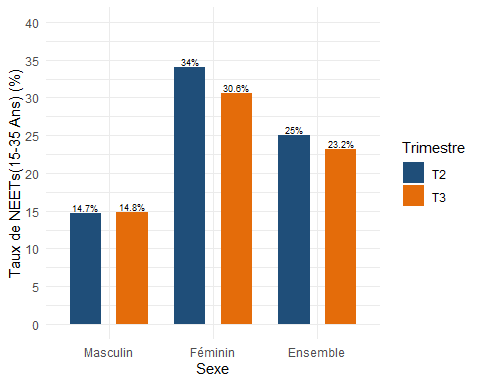 Taux de NEETs(15-35 Ans) (%)
40
35
30
25
20
15
10
5
0
14.7%
14.8%
34%
30.6%
25%
23.2%
Masculin
Féminin
Ensemble
Sexe
Trimestre
T2
T3